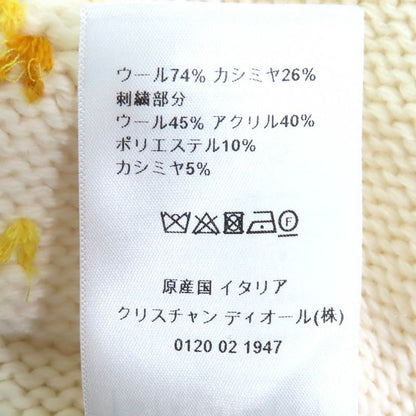 ウール74% カシミヤ26%
刺繍部分
ウール45% アクリル40%
ポリエステル10%
カシミヤ5%
F
原産国 イタリア
クリスチャン ディオール(株)
0120 02 1947